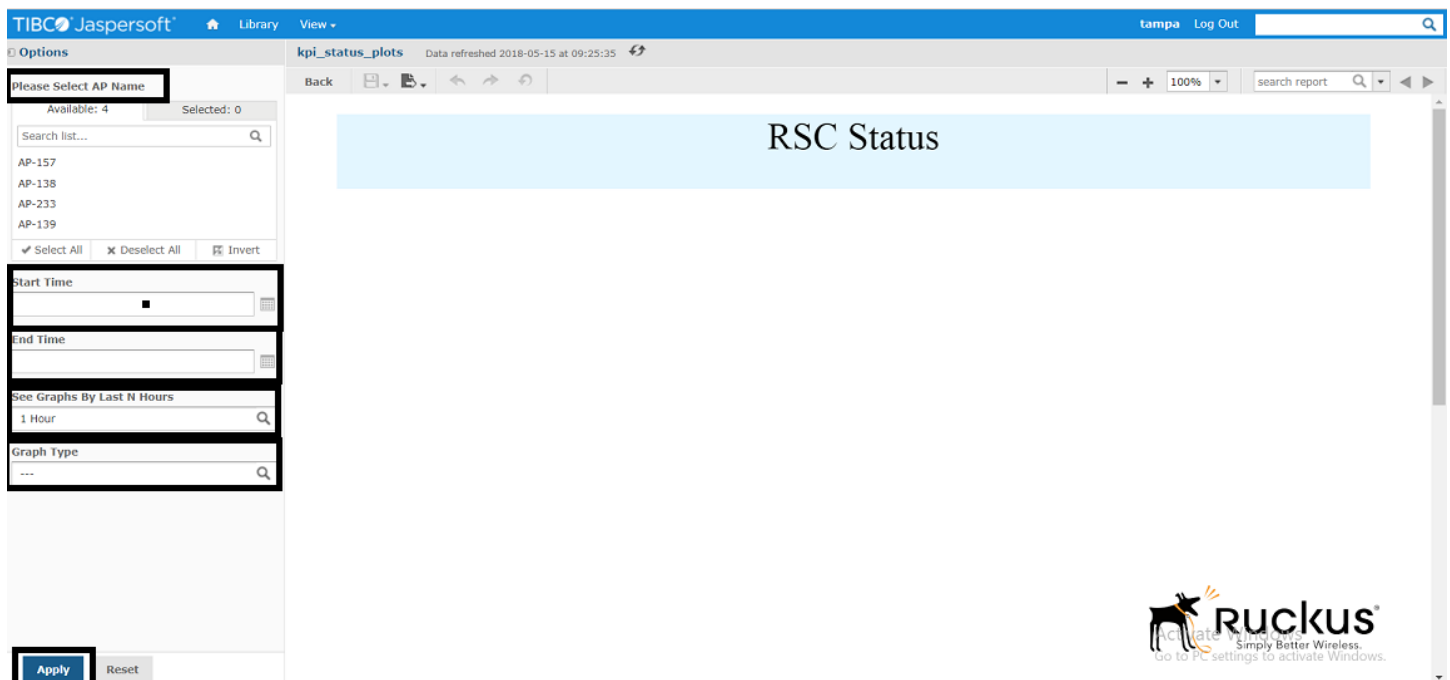 TIBCO Jaspersoft® Library View tampa Log Out
Options
kpi_status_plots Data refreshed 2018-05-15 at 09:25:35
Please Select AP Name
Back 100% search report
Available: 4 Selected: 0
Search list...
AP-157
AP-138
AP-233
AP-139
Select All Deselect All Invert
RSC Status
Start Time
End Time
See Graphs By Last N Hours
1 Hour
Graph Type
---
Ruckus®
Simply Better Wireless.
Activate Windows
Go to PC settings to activate Windows.
Apply Reset